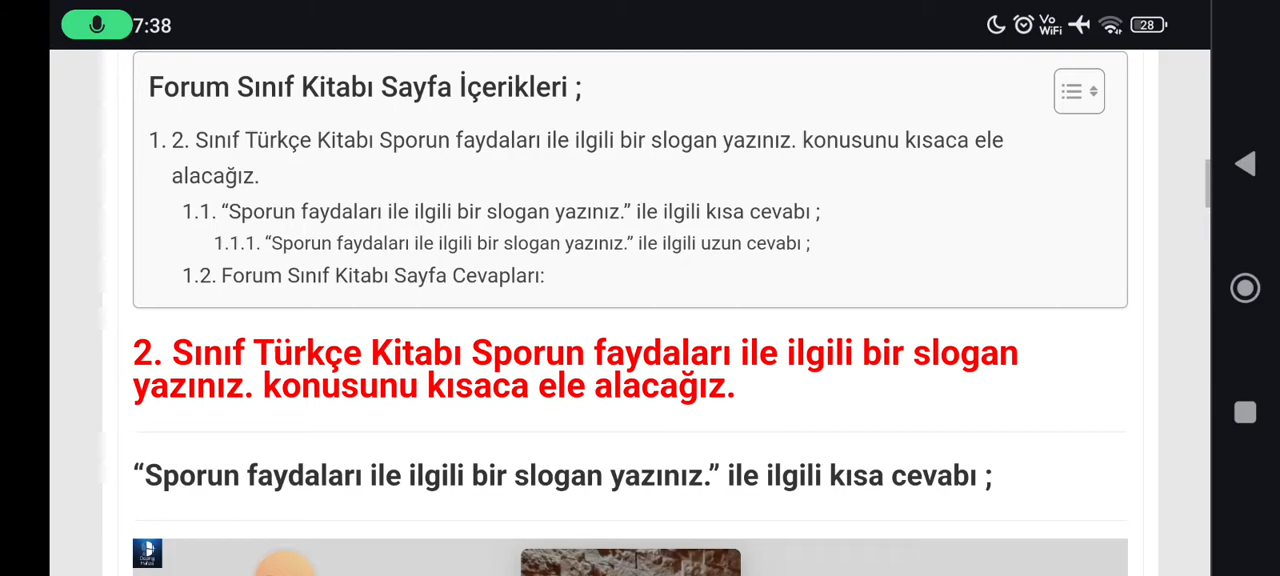 7:38
Vo
WiFi
28
Forum Sınıf Kitabı Sayfa İçerikleri ;
1. 2. Sınıf Türkçe Kitabı Sporun faydaları ile ilgili bir slogan yazınız. konusunu kısaca ele
alacağız.
1.1. “Sporun faydaları ile ilgili bir slogan yazınız.” ile ilgili kısa cevabı ;
1.1.1. “Sporun faydaları ile ilgili bir slogan yazınız.” ile ilgili uzun cevabı ;
1.2. Forum Sınıf Kitabı Sayfa Cevapları:
2. Sınıf Türkçe Kitabı Sporun faydaları ile ilgili bir slogan
yazınız. konusunu kısaca ele alacağız.
“Sporun faydaları ile ilgili bir slogan yazınız.” ile ilgili kısa cevabı ;